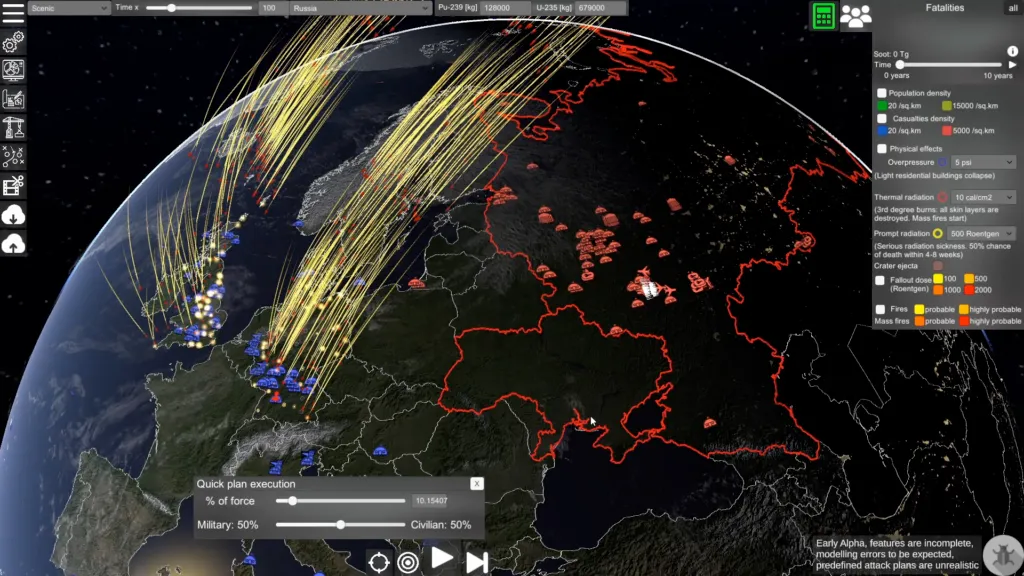 Scenic
Time x
100
Russia
Pu-239 [kg]
128000
U-235 [kg]
679000
Fatalities
all
Soot: 0 Tg
i
Time
0 years
10 years
Population density
20 /sq.km
15000 /sq.km
Casualties density
20 /sq.km
5000 /sq.km
Physical effects
Overpressure
5 psi
(Light residential buildings collapse)
Thermal radiation
10 cal/cm2
(3rd degree burns: all skin layers are
destroyed. Mass fires start)
Prompt radiation
500 Roentgen
(Serious radiation sickness. 50% chance
of death within 4-8 weeks)
Crater ejecta
Fallout dose
(Roentgen)
100
500
1000
2000
Fires
probable
highly probable
Mass fires
probable
highly probable
Quick plan execution
x
% of force
10.15407
Military: 50%
Civilian: 50%
Early Alpha, features are incomplete,
modelling errors to be expected,
predefined attack plans are unrealistic